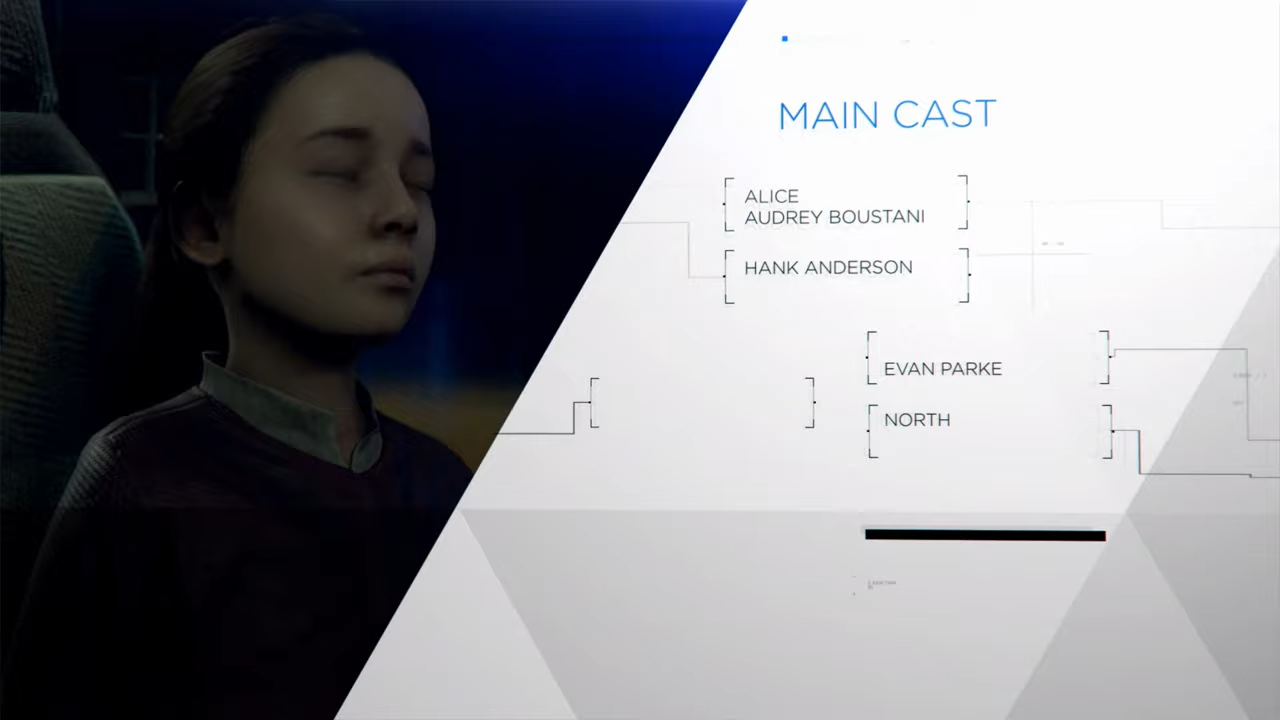 MAIN CAST
ALICE
AUDREY BOUSTANI
HANK ANDERSON
EVAN PARKE
NORTH